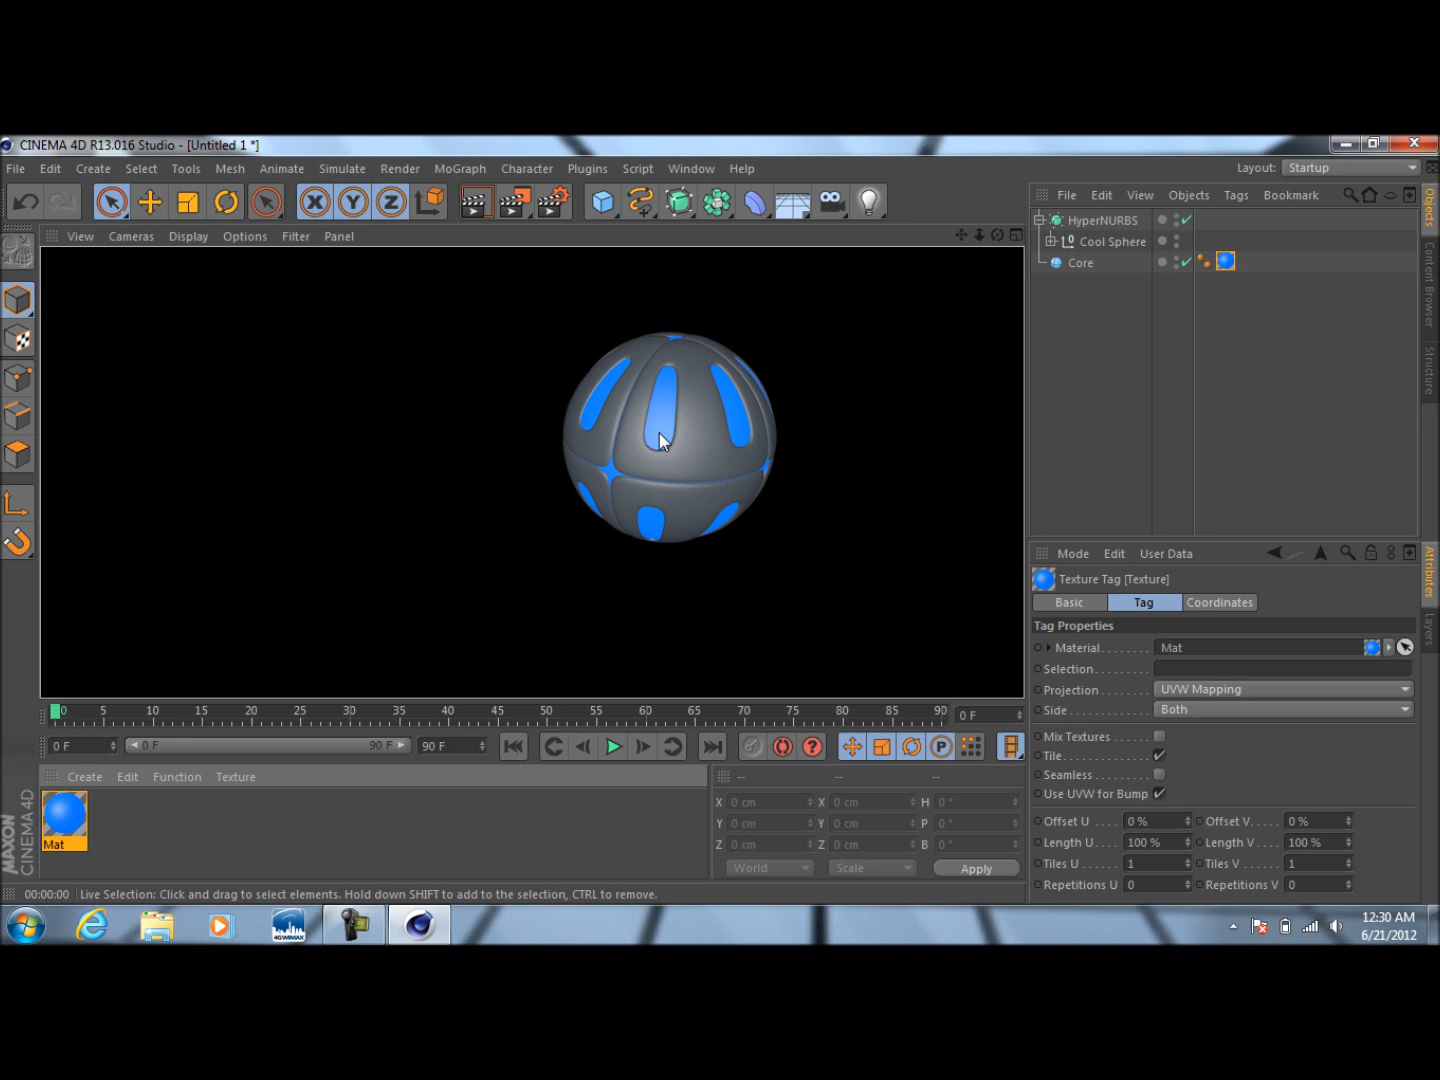 CINEMA 4D R13.016 Studio - [Untitled 1 *]
File Edit Create Select Tools Mesh Animate Simulate Render MoGraph Character Plugins Script Window Help Layout: Startup
X Y Z
File Edit View Objects Tags Bookmark
View Cameras Display Options Filter Panel
HyperNURBS
Cool Sphere
Core
Objects
Content Browser
Structure
Mode Edit User Data
Texture Tag [Texture]
Basic Tag Coordinates
Tag Properties
Material Mat
Selection
Projection UVW Mapping
Side Both
Mix Textures
Tile
Seamless
Use UVW for Bump
Offset U 0 % Offset V 0 %
Length U 100 % Length V 100 %
Tiles U 1 Tiles V 1
Repetitions U 0 Repetitions V 0
Attributes
Layers
0 5 10 15 20 25 30 35 40 45 50 55 60 65 70 75 80 85 90 0 F
0 F 0 F 90 F 90 F ? P
Create Edit Function Texture
Mat
-- -- --
X 0 cm X 0 cm H 0 °
Y 0 cm Y 0 cm P 0 °
Z 0 cm Z 0 cm B 0 °
World Scale Apply
MAXON
CINEMA 4D
00:00:00 Live Selection: Click and drag to select elements. Hold down SHIFT to add to the selection, CTRL to remove.
4GWIMAX
12:30 AM
6/21/2012